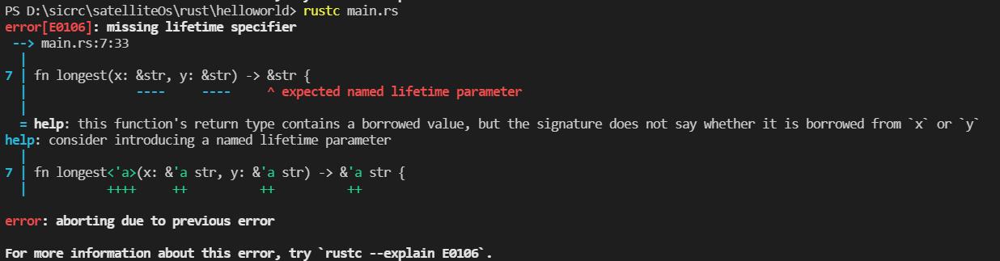 PS D:\sicrc\satelliteOs\rust\helloworld> rustc main.rs
error[E0106]: missing lifetime specifier
 --> main.rs:7:33
  |
7 | fn longest(x: &str, y: &str) -> &str {
  |               ----     ----     ^ expected named lifetime parameter
  |
  = help: this function's return type contains a borrowed value, but the signature does not say whether it is borrowed from `x` or `y`
help: consider introducing a named lifetime parameter
  |
7 | fn longest<'a>(x: &'a str, y: &'a str) -> &'a str {
  |           ++++     ++          ++          ++

error: aborting due to previous error

For more information about this error, try `rustc --explain E0106`.